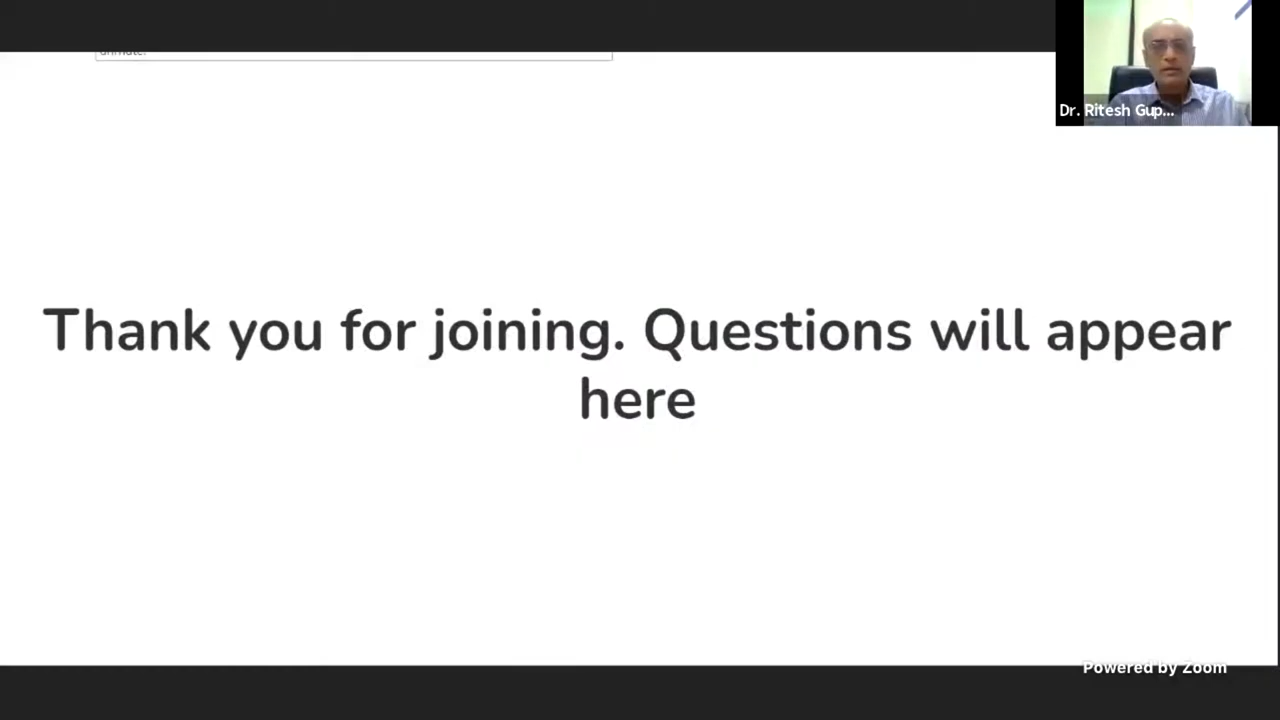 Dr. Ritesh Gup...
Thank you for joining. Questions will appear
here
Powered by Zoom